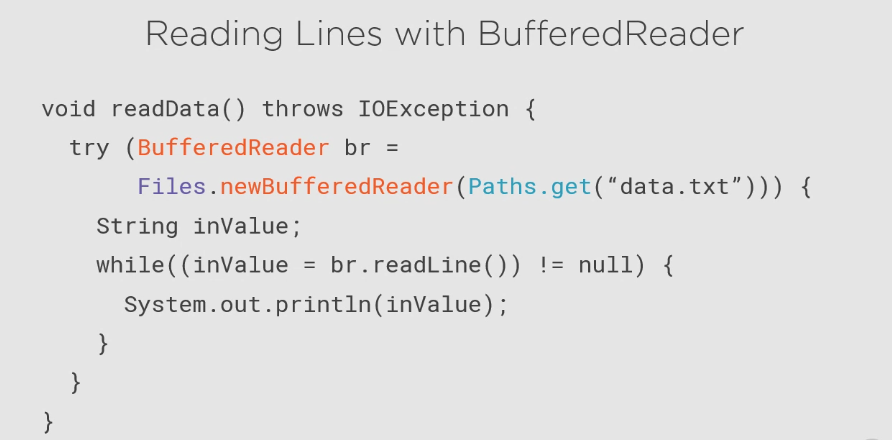 Reading Lines with BufferedReader
void readData() throws IOException {
try (BufferedReader br =
Files.newBufferedReader(Paths.get(“data.txt”))) {
String inValue;
while((inValue = br.readLine()) != null) {
System.out.println(inValue);
}
}
}